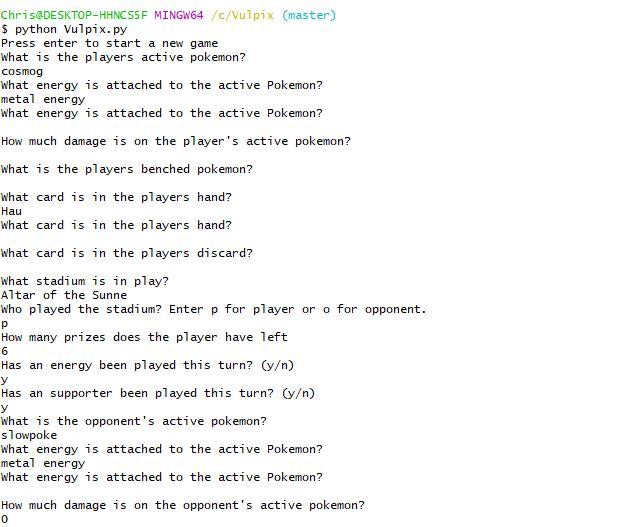 Chris@DESKTOP-HHNCS5F MINGW64 /c/Vulpix (master)
$ python Vulpix.py
Press enter to start a new game
What is the players active pokemon?
cosmog
What energy is attached to the active Pokemon?
metal energy
What energy is attached to the active Pokemon?
How much damage is on the player's active pokemon?
What is the players benched pokemon?
What card is in the players hand?
Hau
What card is in the players hand?
What card is in the players discard?
What stadium is in play?
Altar of the Sunne
Who played the stadium? Enter p for player or o for opponent.
p
How many prizes does the player have left
6
Has an energy been played this turn? (y/n)
y
Has an supporter been played this turn? (y/n)
y
What is the opponent's active pokemon?
slowpoke
What energy is attached to the active Pokemon?
metal energy
What energy is attached to the active Pokemon?
How much damage is on the opponent's active pokemon?
0